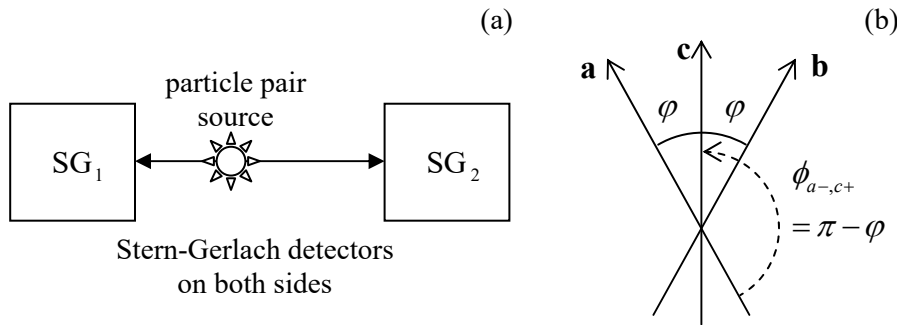 (a)
particle pair
source
SG₁
SG₂
Stern-Gerlach detectors
on both sides
(b)
a
c
b
φ
φ
ϕₐ₋,c₊
= π − φ